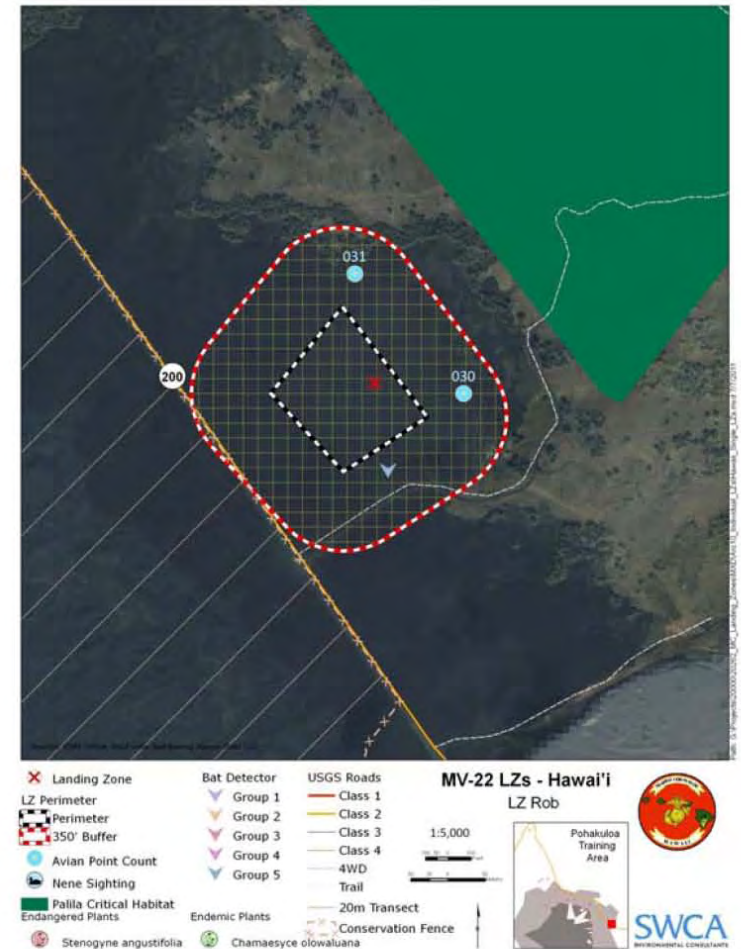 031
030
200
Landing Zone
LZ Perimeter
Perimeter
350' Buffer
Avian Point Count
Nene Sighting
Palila Critical Habitat
Endangered Plants
Stenogyne angustifolia
Endemic Plants
Chamaesyce olowaluana
Bat Detector
Group 1
Group 2
Group 3
Group 4
Group 5
USGS Roads
Class 1
Class 2
Class 3
Class 4
4WD
Trail
20m Transect
Conservation Fence
MV-22 LZs - Hawai'i
LZ Rob
1:5,000
Pohakuloa
Training
Area
SWCA
ENVIRONMENTAL CONSULTANTS